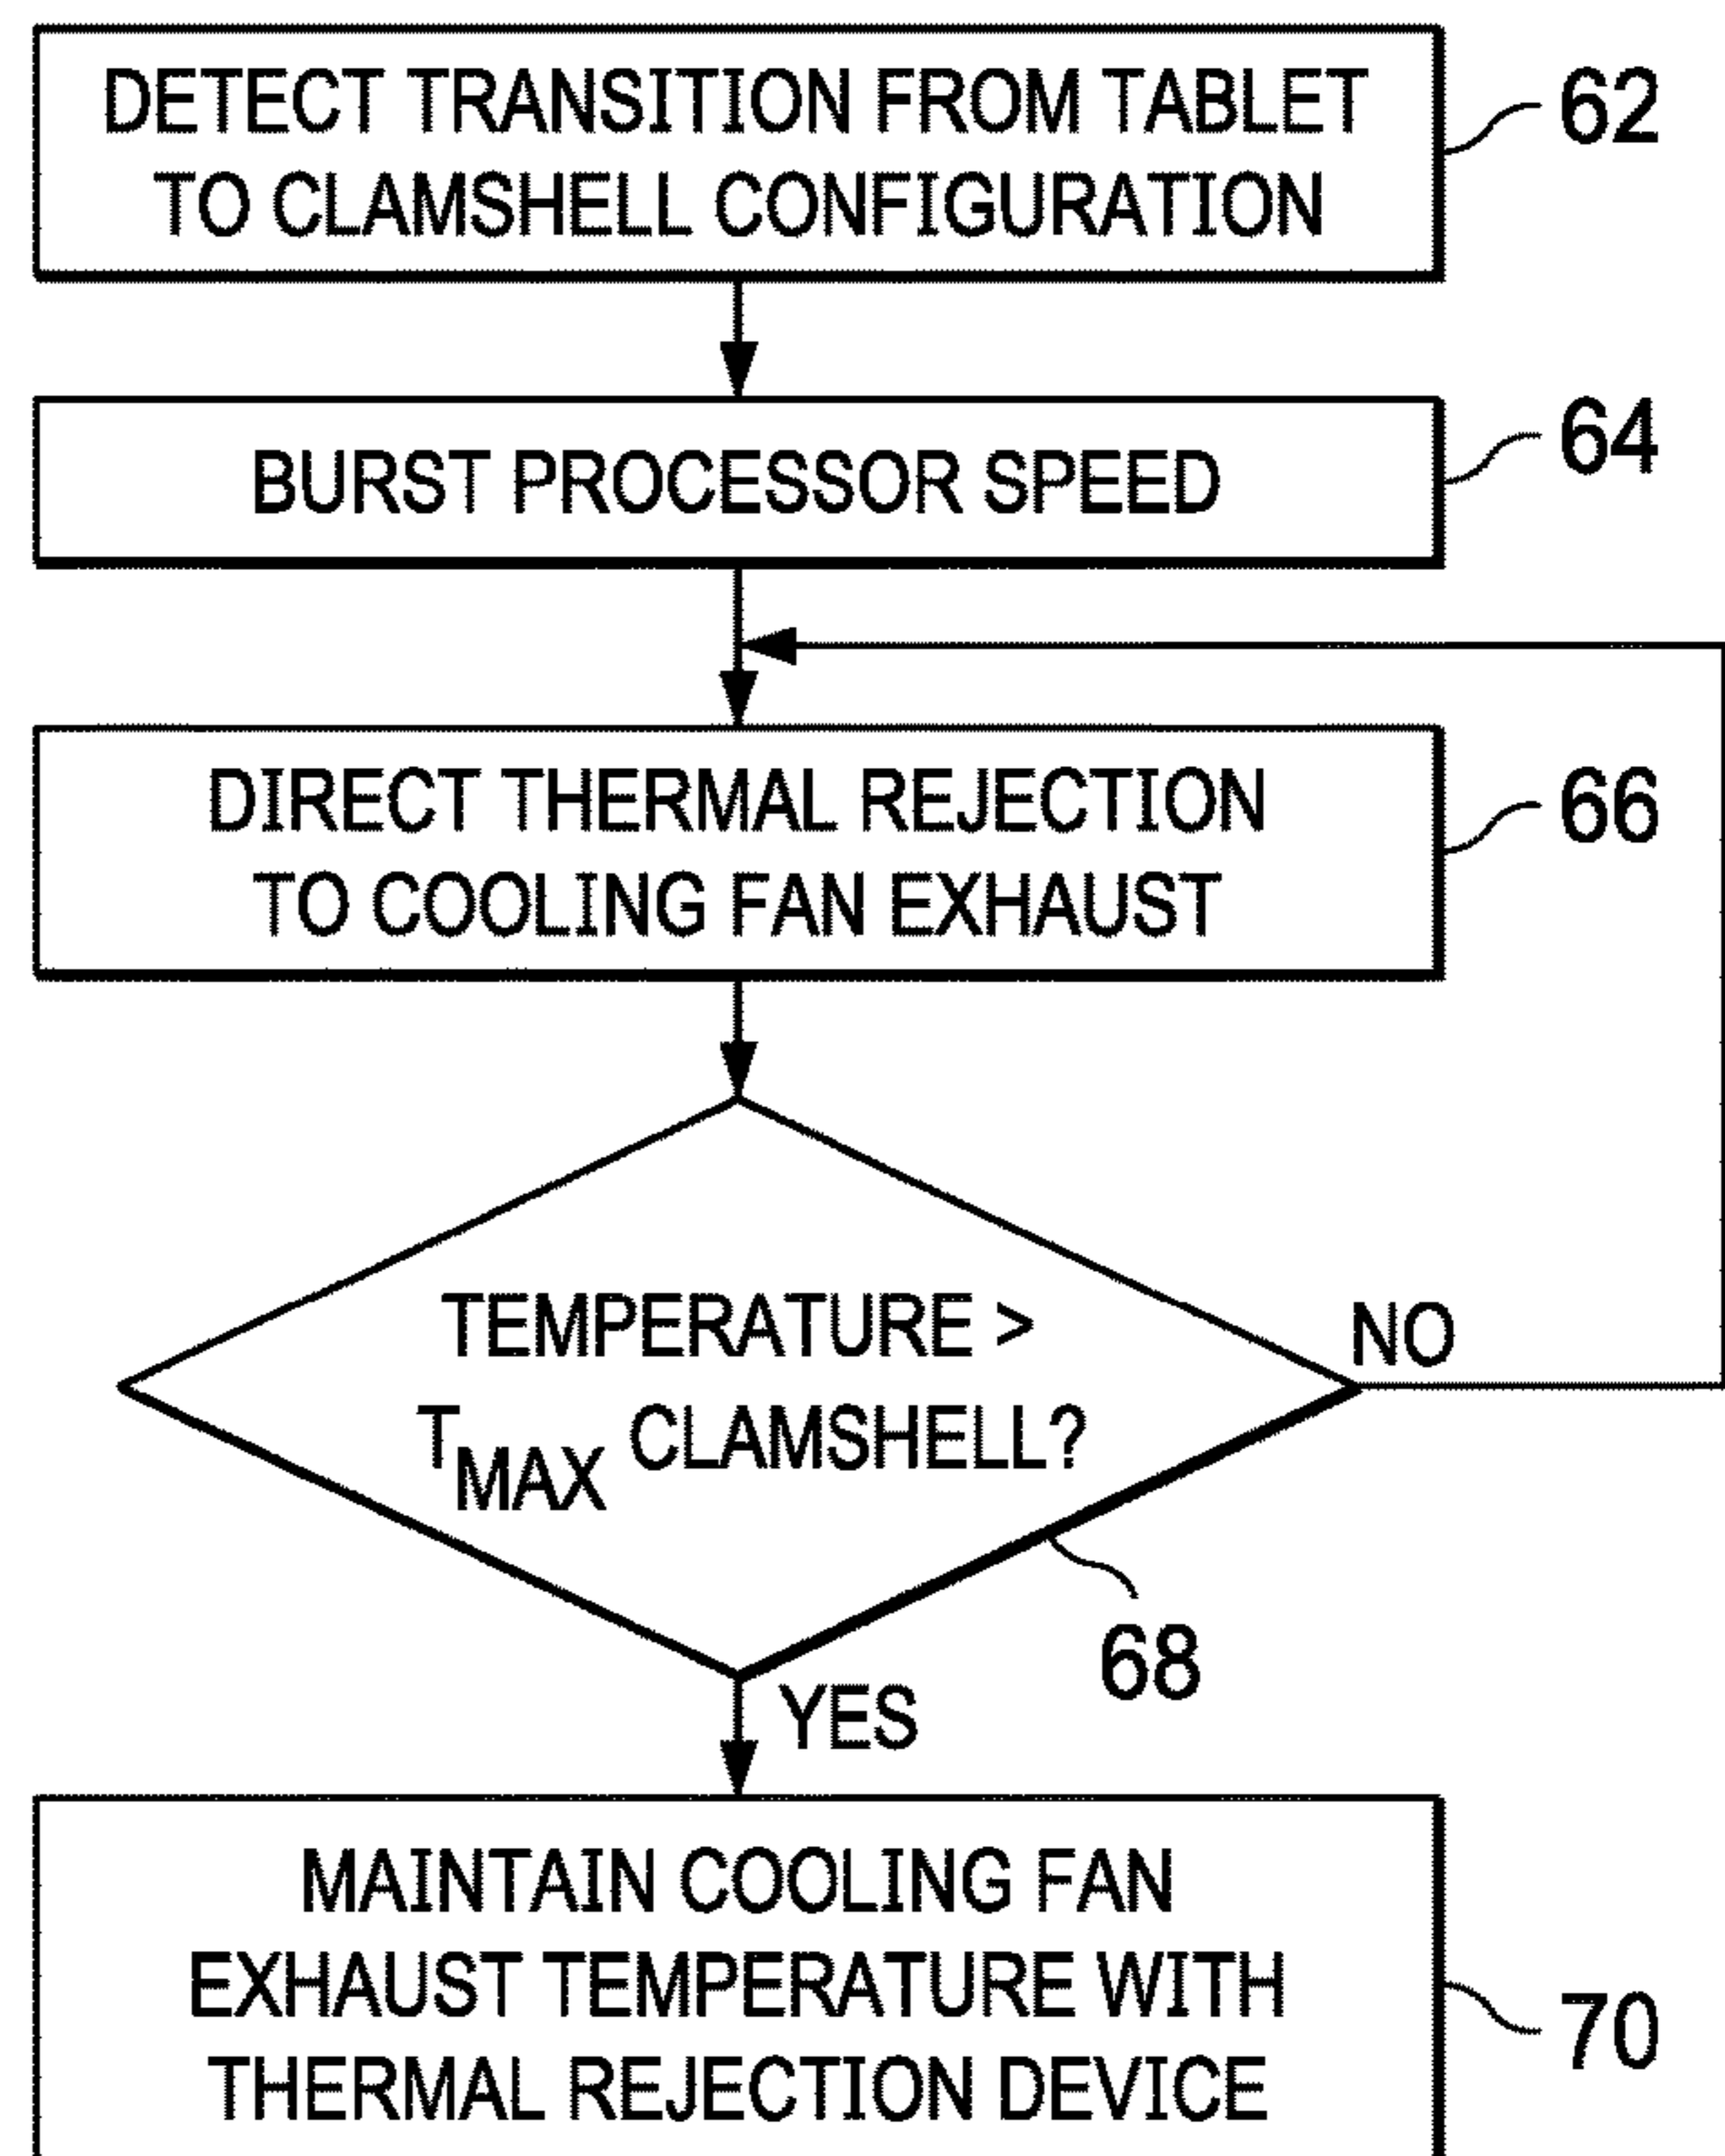 DETECT TRANSITION FROM TABLET
TO CLAMSHELL CONFIGURATION
62
BURST PROCESSOR SPEED
64
DIRECT THERMAL REJECTION
TO COOLING FAN EXHAUST
66
TEMPERATURE >
TMAX CLAMSHELL?
NO
68
YES
MAINTAIN COOLING FAN
EXHAUST TEMPERATURE WITH
THERMAL REJECTION DEVICE
70